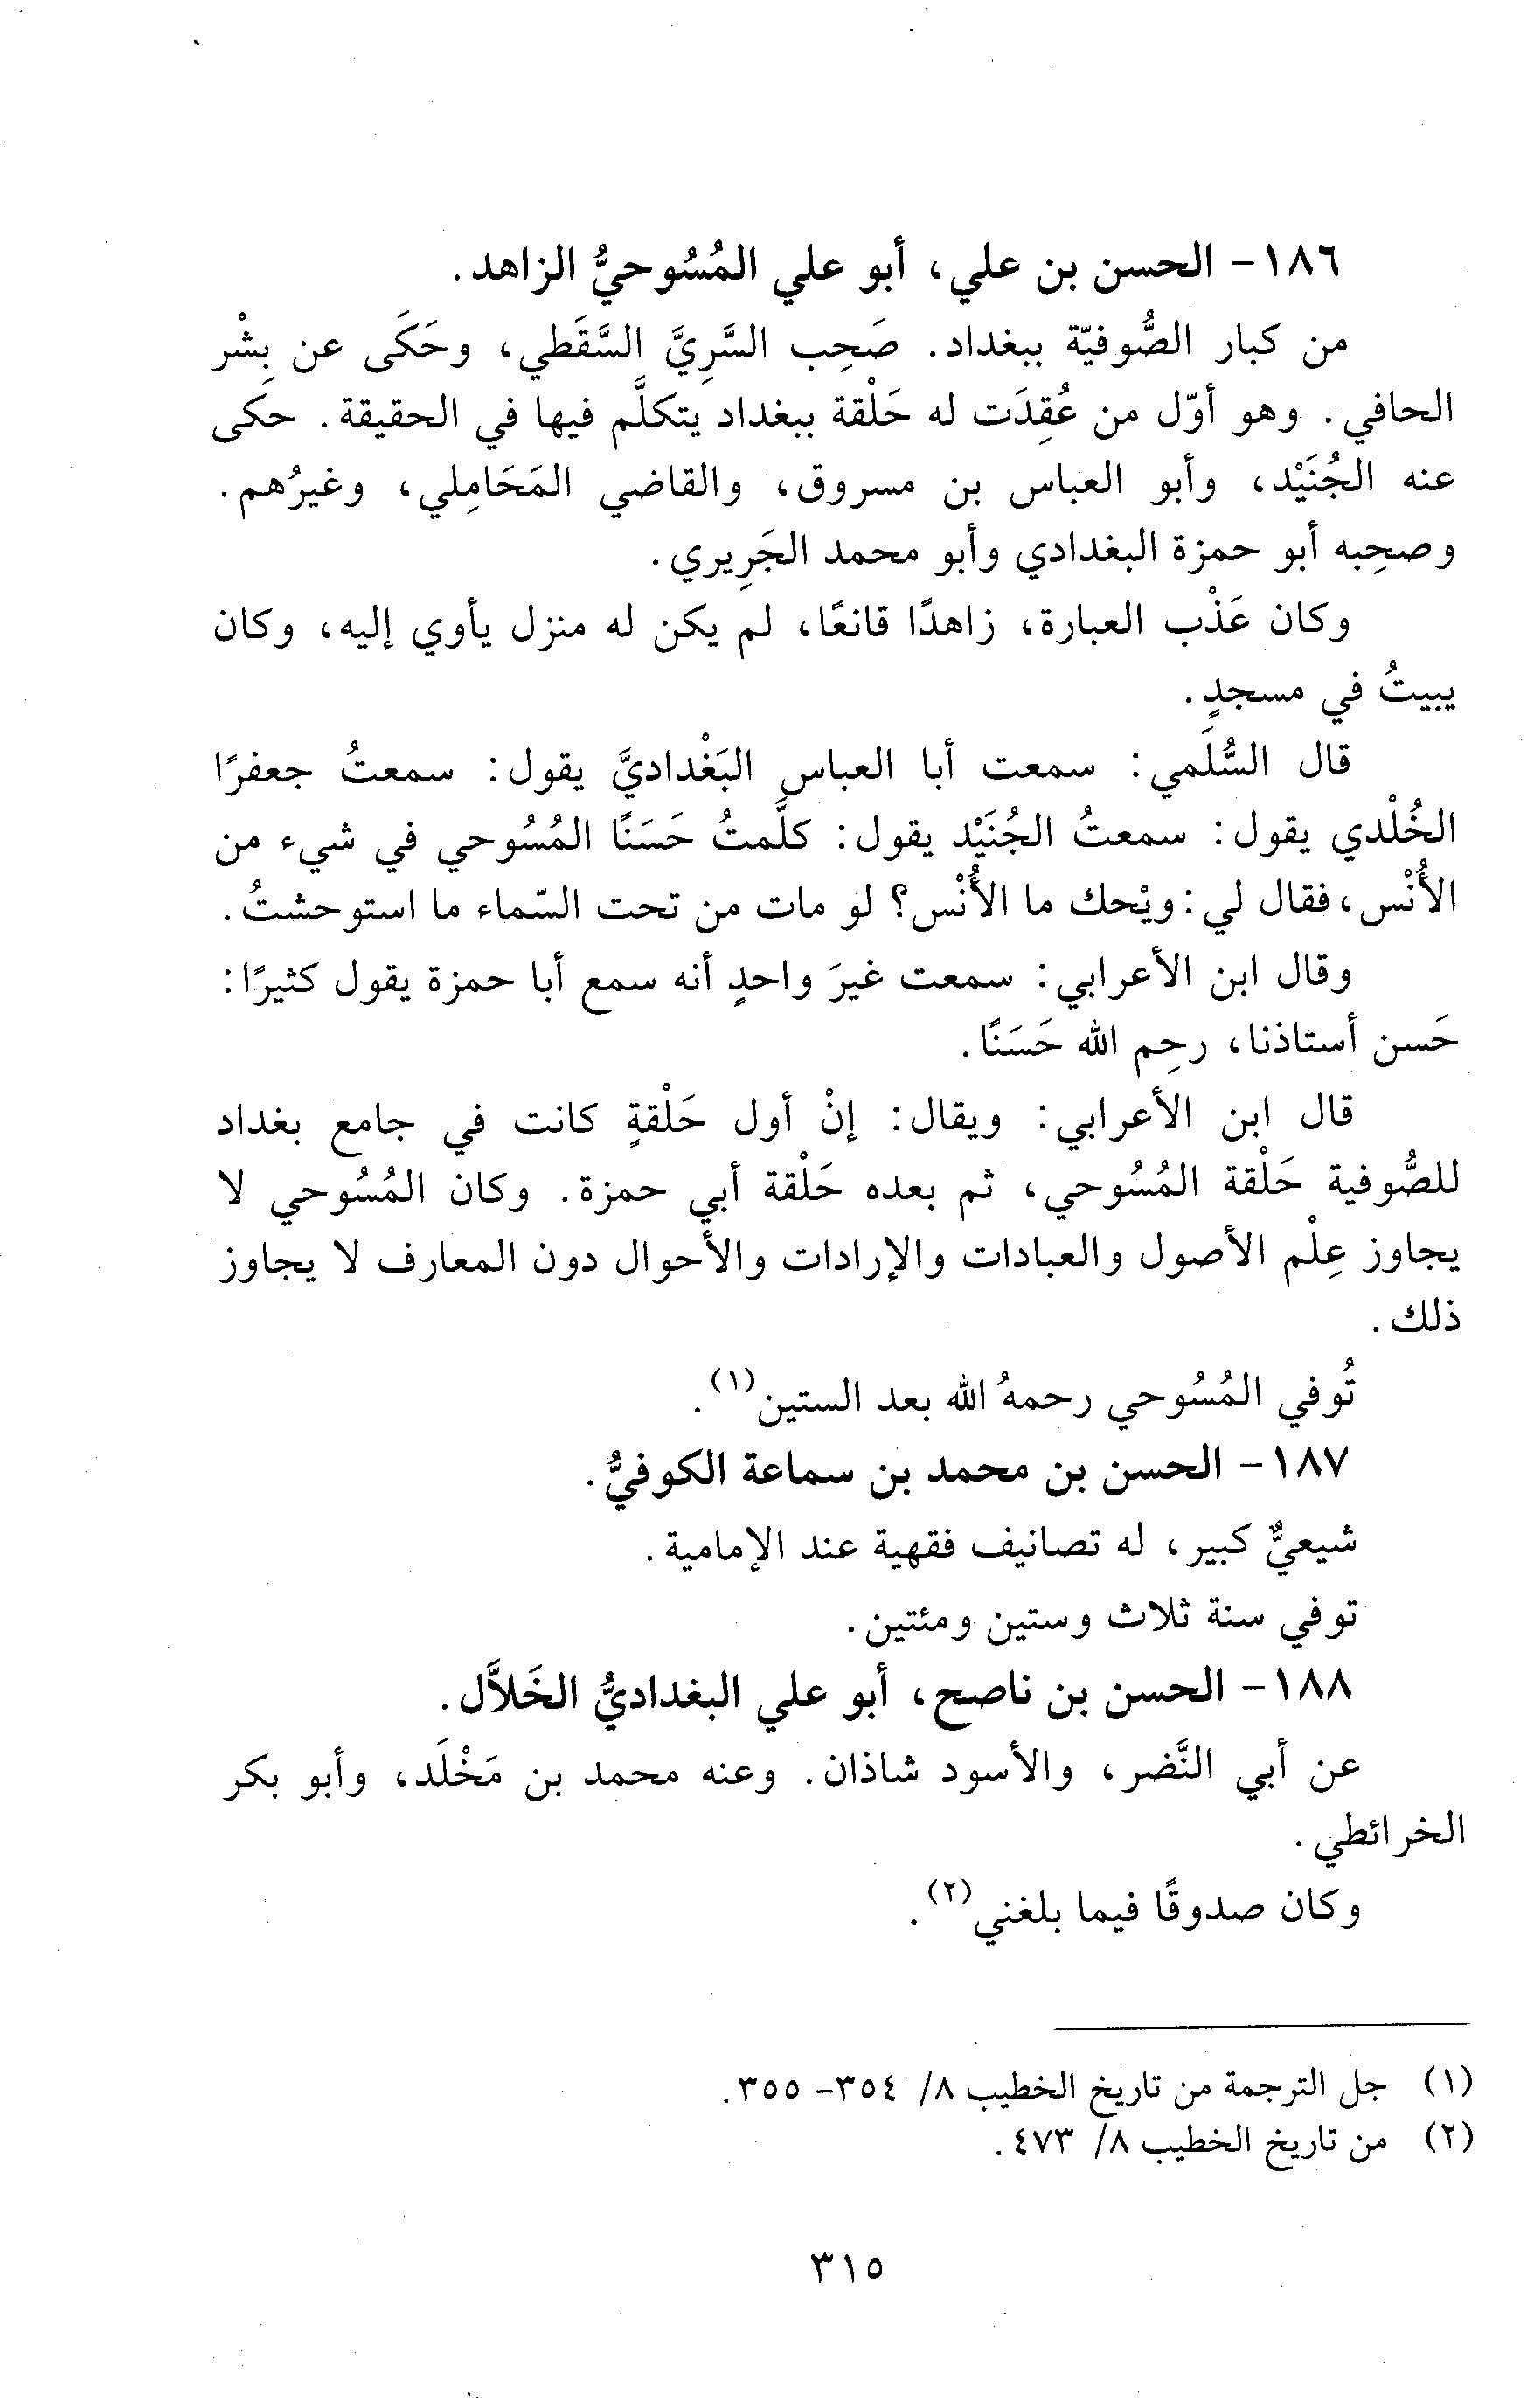 ١٨٦- الحسن بن علي، أبو علي المُسُوحيُّ الزاهد.
من كبار الصُّوفيّة ببغداد. صَحِب السَّرِيَّ السَّقَطي، وحَكَى عن بِشْر
الحافي. وهو أوّل من عُقِدَت له حَلْقة ببغداد يتكلَّم فيها في الحقيقة. حكى
عنه الجُنَيْد، وأبو العباس بن مسروق، والقاضي المَحَامِلي، وغيرُهم.
وصحِبه أبو حمزة البغدادي وأبو محمد الجَرِيري.
وكان عَذْب العبارة، زاهدًا قانعًا، لم يكن له منزل يأوي إليه، وكان
يبيتُ في مسجدٍ.
قال السُّلَمي: سمعت أبا العباس البَغْداديَّ يقول: سمعتُ جعفرًا
الخُلْدي يقول: سمعتُ الجُنَيْد يقول: كلَّمتُ حَسَنًا المُسُوحي في شيء من
الأُنْس، فقال لي: ويْحك ما الأُنْس؟ لو مات من تحت السّماء ما استوحشتُ.
وقال ابن الأعرابي: سمعت غيرَ واحدٍ أنه سمع أبا حمزة يقول كثيرًا:
حَسن أستاذنا، رحِم الله حَسَنًا.
قال ابن الأعرابي: ويقال: إنْ أول حَلْقةٍ كانت في جامع بغداد
للصُّوفية حَلْقة المُسُوحي، ثم بعده حَلْقة أبي حمزة. وكان المُسُوحي لا
يجاوز عِلْم الأصول والعبادات والإرادات والأحوال دون المعارف لا يجاوز
ذلك.
تُوفي المُسُوحي رحمهُ الله بعد الستين(١).
١٨٧- الحسن بن محمد بن سماعة الكوفيُّ.
شيعيٌّ كبير، له تصانيف فقهية عند الإمامية.
توفي سنة ثلاث وستين ومئتين.
١٨٨- الحسن بن ناصح، أبو علي البغداديُّ الخَلاَّل.
عن أبي النَّضر، والأسود شاذان. وعنه محمد بن مَخْلَد، وأبو بكر
الخرائطي.
وكان صدوقًا فيما بلغني(٢).
(١) جل الترجمة من تاريخ الخطيب ٨/ ٣٥٤- ٣٥٥.
(٢) من تاريخ الخطيب ٨/ ٤٧٣.
٣١٥